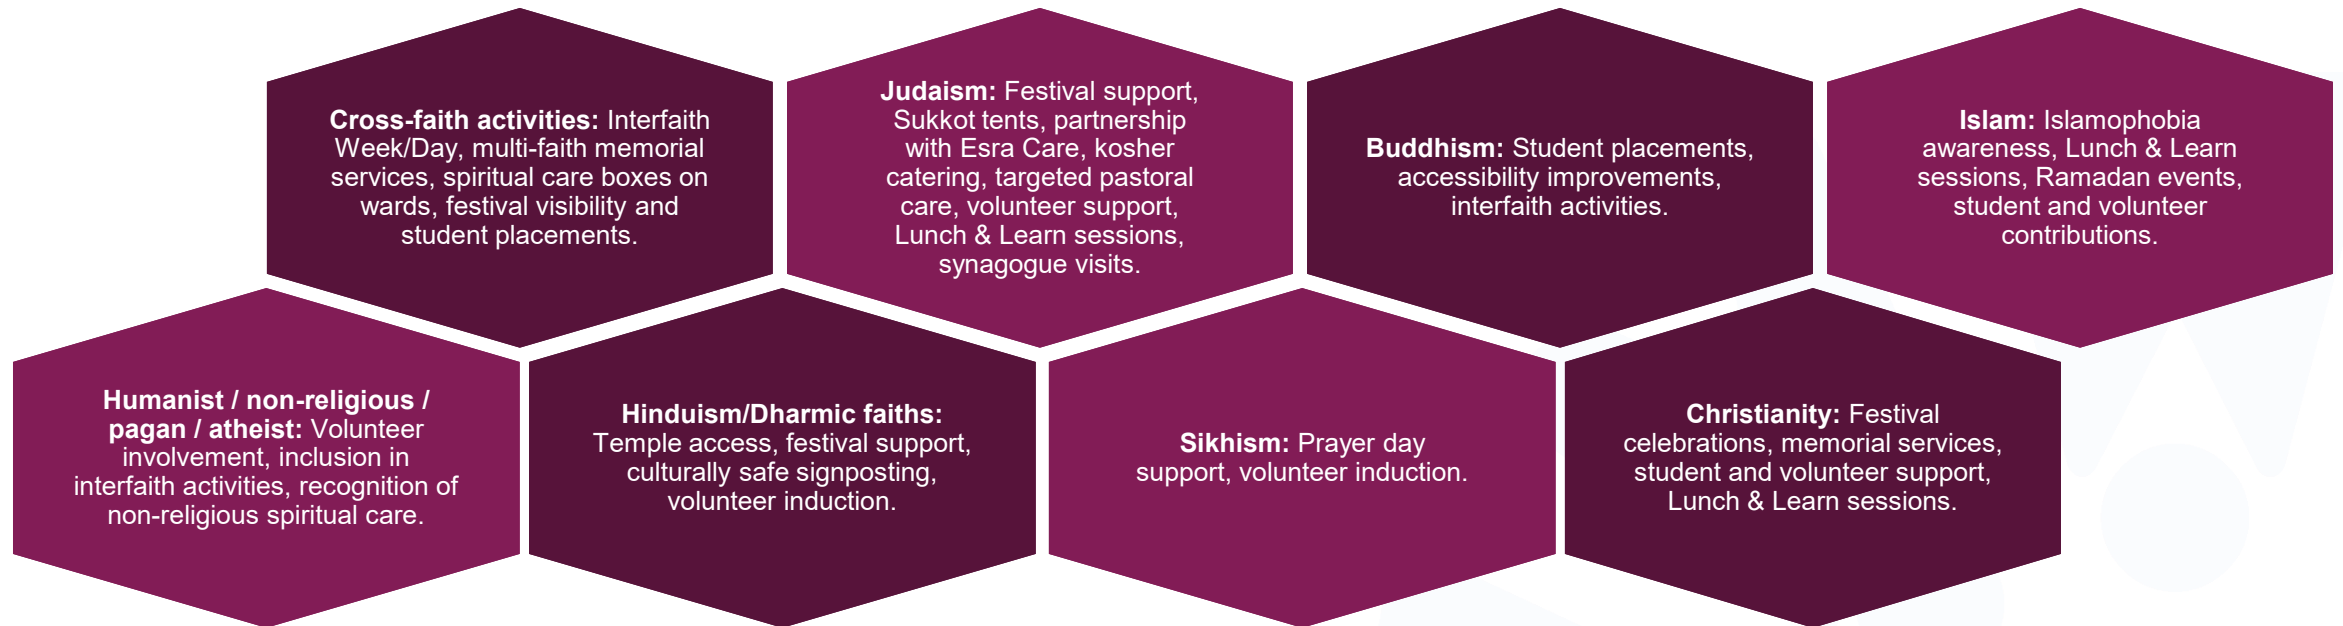 Cross-faith activities: Interfaith
Week/Day, multi-faith memorial
services, spiritual care boxes on
wards, festival visibility and
student placements.
Judaism: Festival support,
Sukkot tents, partnership
with Esra Care, kosher
catering, targeted pastoral
care, volunteer support,
Lunch & Learn sessions,
synagogue visits.
Buddhism: Student placements,
accessibility improvements,
interfaith activities.
Islam: Islamophobia
awareness, Lunch & Learn
sessions, Ramadan events,
student and volunteer
contributions.
Humanist / non-religious /
pagan / atheist: Volunteer
involvement, inclusion in
interfaith activities, recognition of
non-religious spiritual care.
Hinduism/Dharmic faiths:
Temple access, festival support,
culturally safe signposting,
volunteer induction.
Sikhism: Prayer day
support, volunteer induction.
Christianity: Festival
celebrations, memorial services,
student and volunteer support,
Lunch & Learn sessions.